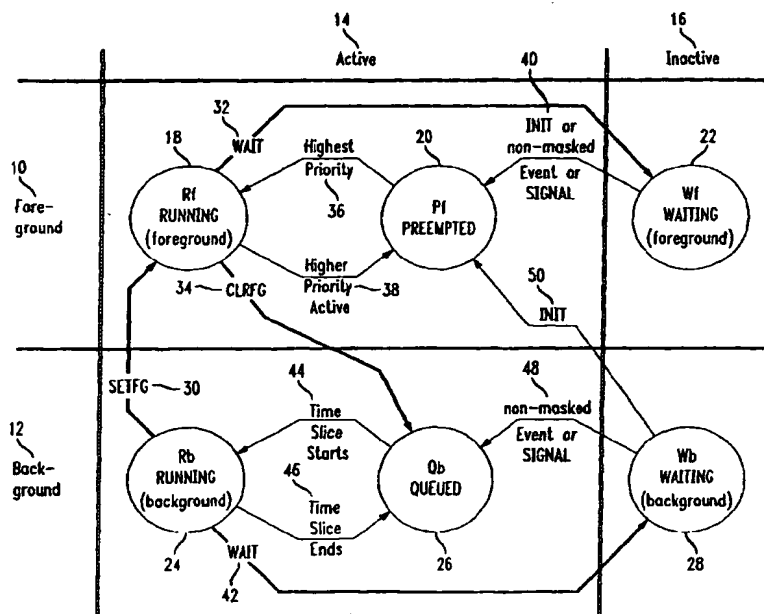 14
Active
16
Inactive
10
Fore-
ground
32
WAIT
18
Rf
RUNNING
(foreground)
Highest
Priority
36
20
Pf
PREEMPTED
40
INIT or
non-masked
Event or
SIGNAL
22
Wf
WAITING
(foreground)
34
CLRFG
Higher
Priority
Active
38
50
INIT
SETFG
30
12
Back-
ground
44
Time
Slice
Starts
48
non-masked
Event or
SIGNAL
Rb
RUNNING
(background)
46
Time
Slice
Ends
Qb
QUEUED
Wb
WAITING
(background)
24
WAIT
42
26
28